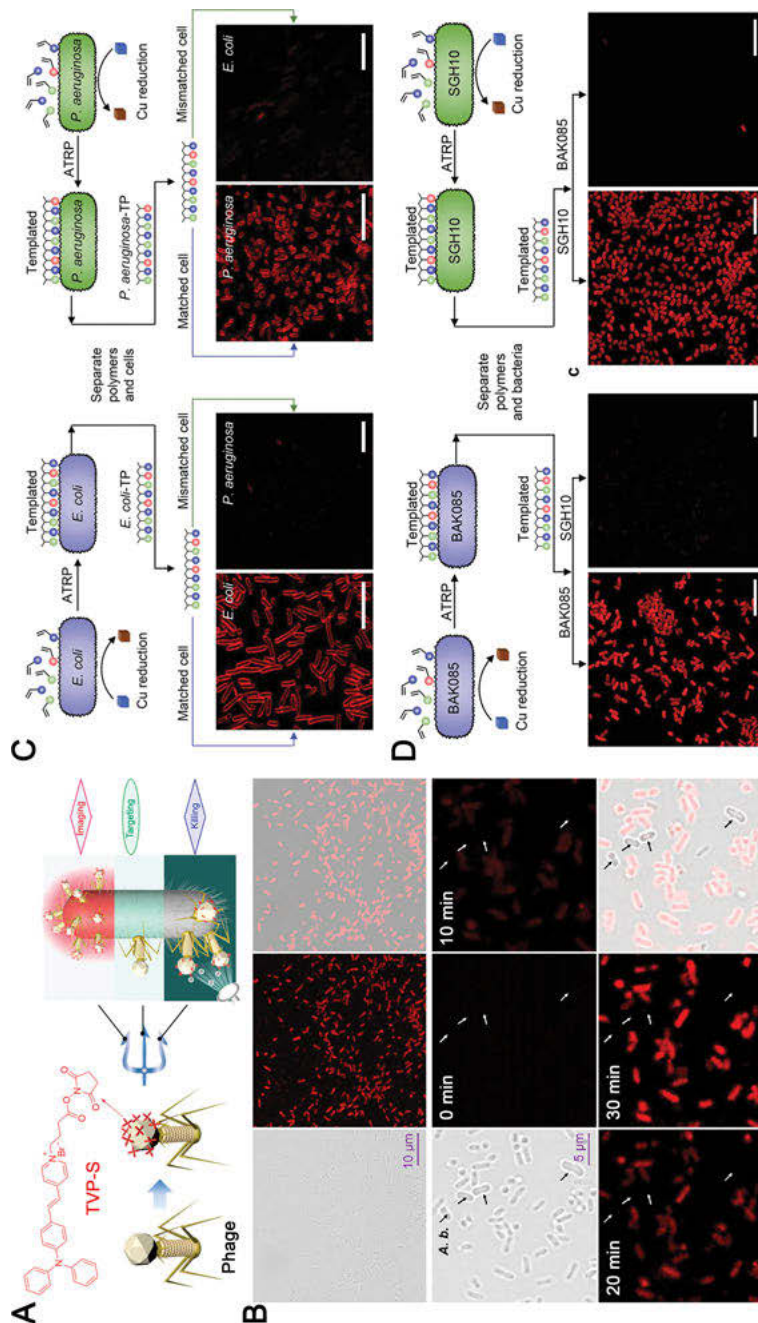 A
TVP-S
N
Br
N
O
O
O
O
Phage
Imaging
Targeting
Killing
B
10 μm
A. b.
5 μm
0 min
10 min
20 min
30 min
C
E. coli
Cu reduction
ATRP
Templated
E. coli
E. coli-TP
Separate
polymers
and cells
Matched cell
Mismatched cell
E. coli
P. aeruginosa
P. aeruginosa
Cu reduction
ATRP
Templated
P. aeruginosa
P. aeruginosa-TP
Matched cell
Mismatched cell
P. aeruginosa
E. coli
D
BAK085
Cu reduction
ATRP
Templated
BAK085
Templated
Separate
polymers
and bacteria
BAK085
SGH10
SGH10
Cu reduction
ATRP
Templated
SGH10
Templated
SGH10
BAK085
c